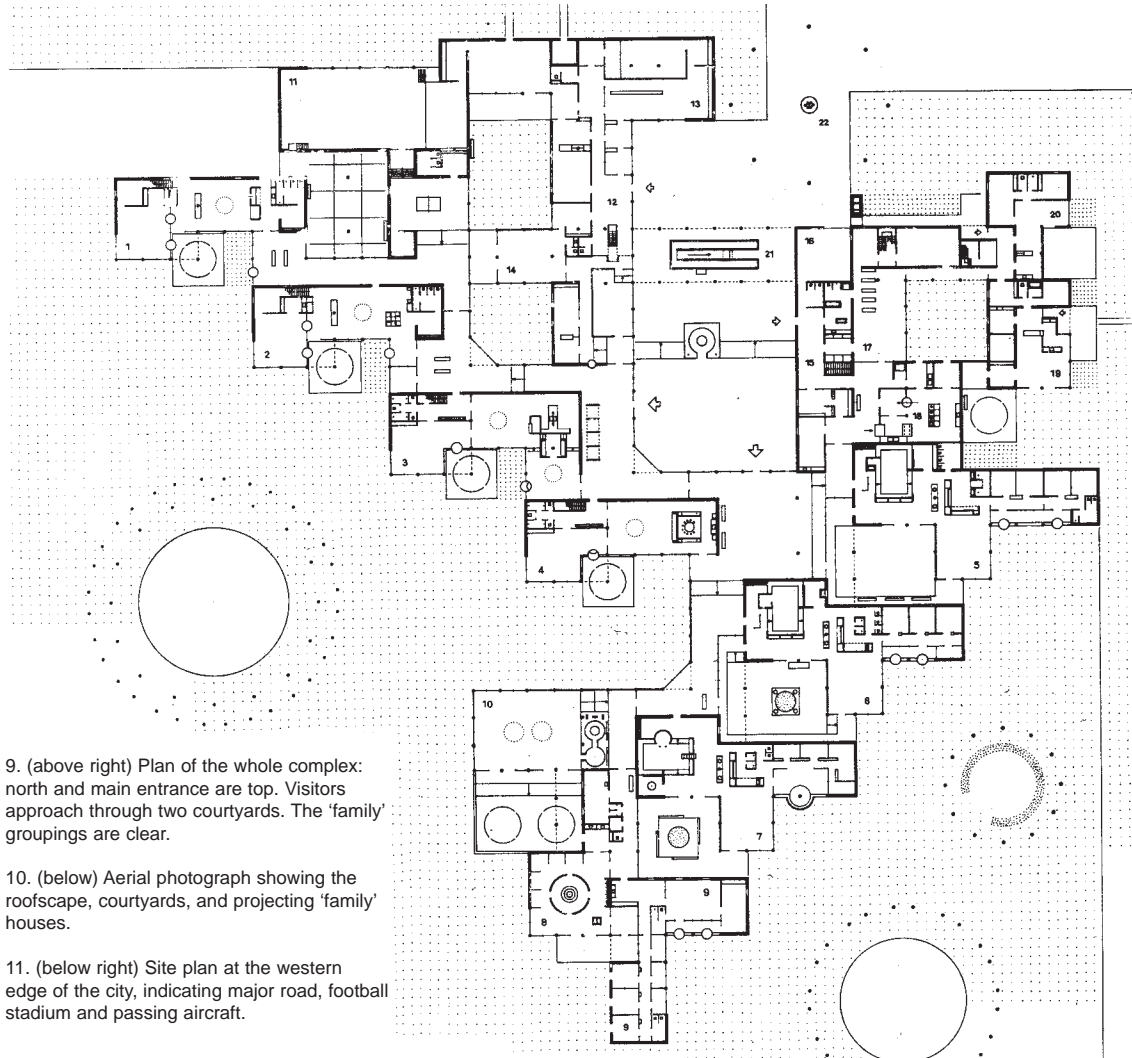 11
13
22
12
20
1
16
21
14
2
17
15
19
18
3
5
4
6
10
7
9
8
9
9. (above right) Plan of the whole complex:
north and main entrance are top. Visitors
approach through two courtyards. The ‘family’
groupings are clear.
10. (below) Aerial photograph showing the
roofscape, courtyards, and projecting ‘family’
houses.
11. (below right) Site plan at the western
edge of the city, indicating major road, football
stadium and passing aircraft.